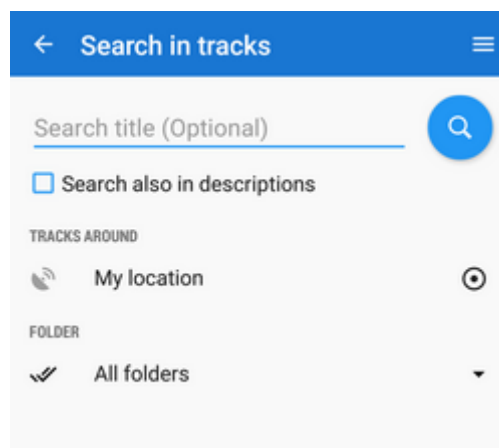 Search in tracks
Search title (Optional)
Search also in descriptions
TRACKS AROUND
My location
FOLDER
All folders